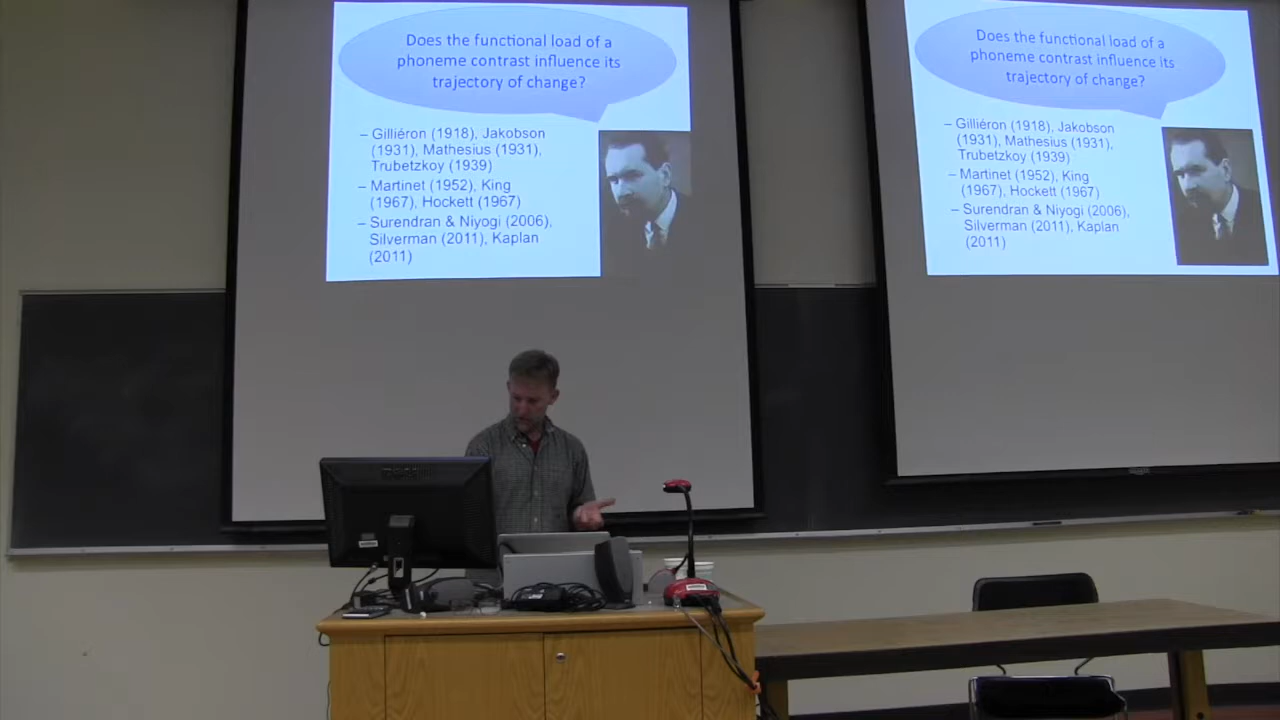 Does the functional load of a
phoneme contrast influence its
trajectory of change?
– Gilliéron (1918), Jakobson
(1931), Mathesius (1931),
Trubetzkoy (1939)
– Martinet (1952), King
(1967), Hockett (1967)
– Surendran & Niyogi (2006),
Silverman (2011), Kaplan
(2011)
Does the functional load of a
phoneme contrast influence its
trajectory of change?
– Gilliéron (1918), Jakobson
(1931), Mathesius (1931),
Trubetzkoy (1939)
– Martinet (1952), King
(1967), Hockett (1967)
– Surendran & Niyogi (2006),
Silverman (2011), Kaplan
(2011)